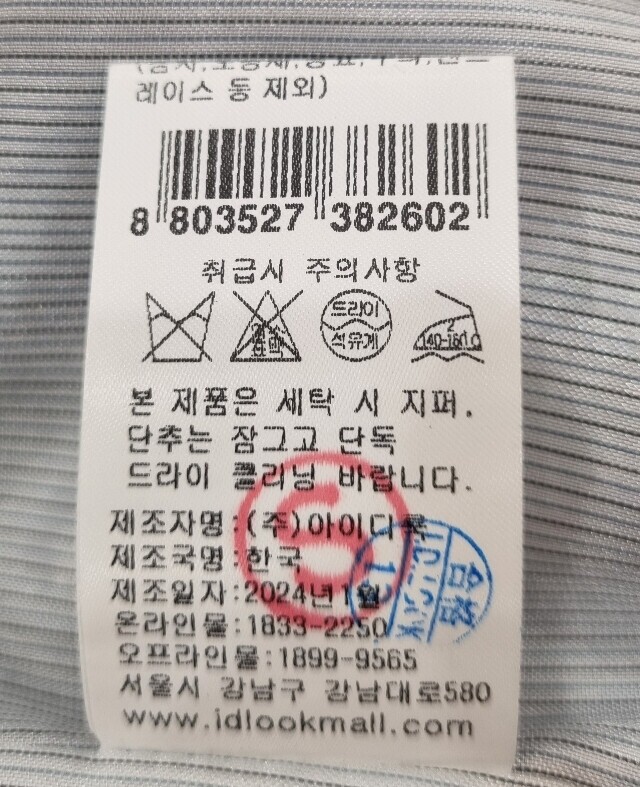 레이스 등 제외)
8 803527 382602
취급시 주의사항
드라이
석유계
2
140-160℃
본 제품은 세탁 시 지퍼.
단추는 잠그고 단독
드라이 클리닝 바랍니다.
제조자명:(주)아이디룩
제조국명:한국
제조일자:2024년1월
온라인몰:1833-2250
오프라인몰:1899-9565
서울시 강남구 강남대로580
www.idlookmall.com